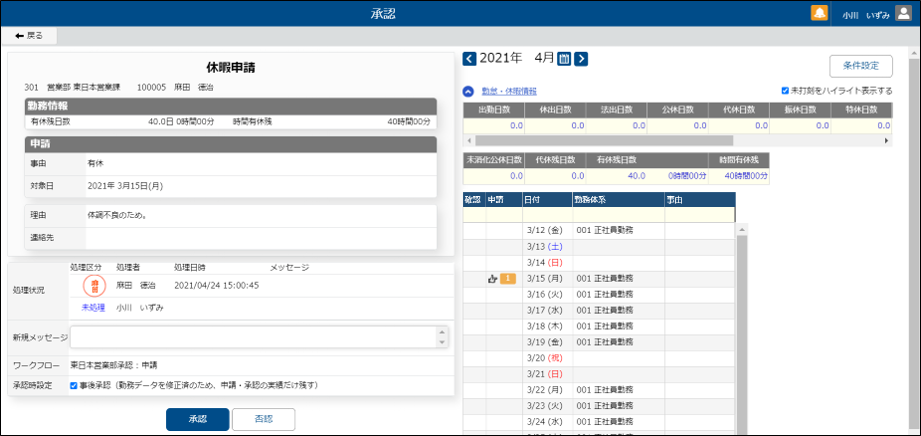 承認
小川 いずみ
戻る
休暇申請
301 営業部 東日本営業課 100005 麻田 徳治
勤務情報
有休残日数 40.0日 0時間00分 時間有休残 40時間00分
申請
事由 有休
対象日 2021年 3月15日(月)
理由 体調不良のため。
連絡先
処理区分 処理者 処理日時 メッセージ
処理状況
麻田 徳治 2021/04/24 15:00:45
未処理 小川 いずみ
新規メッセージ
ワークフロー 東日本営業部承認：申請
承認時設定 事後承認（勤務データを修正済のため、申請・承認の実績だけ残す）
承認 否認
2021年 4月
条件設定
勤怠・休暇情報 未打刻をハイライト表示する
出勤日数 休出日数 法出日数 公休日数 代休日数 振休日数 特休日数
0.0 0.0 0.0 0.0 0.0 0.0 0.0
未消化公休日数 代休残日数 有休残日数 時間有休残
0.0 0.0 40.0 0時間00分 40時間00分
確認 申請 日付 勤務体系 事由
3/12 (金) 001 正社員勤務
3/13 (土)
3/14 (日)
1 3/15 (月) 001 正社員勤務
3/16 (火) 001 正社員勤務
3/17 (水) 001 正社員勤務
3/18 (木) 001 正社員勤務
3/19 (金) 001 正社員勤務
3/20 (祝)
3/21 (日)
3/22 (月) 001 正社員勤務
3/23 (火) 001 正社員勤務
3/24 (水) 001 正社員勤務